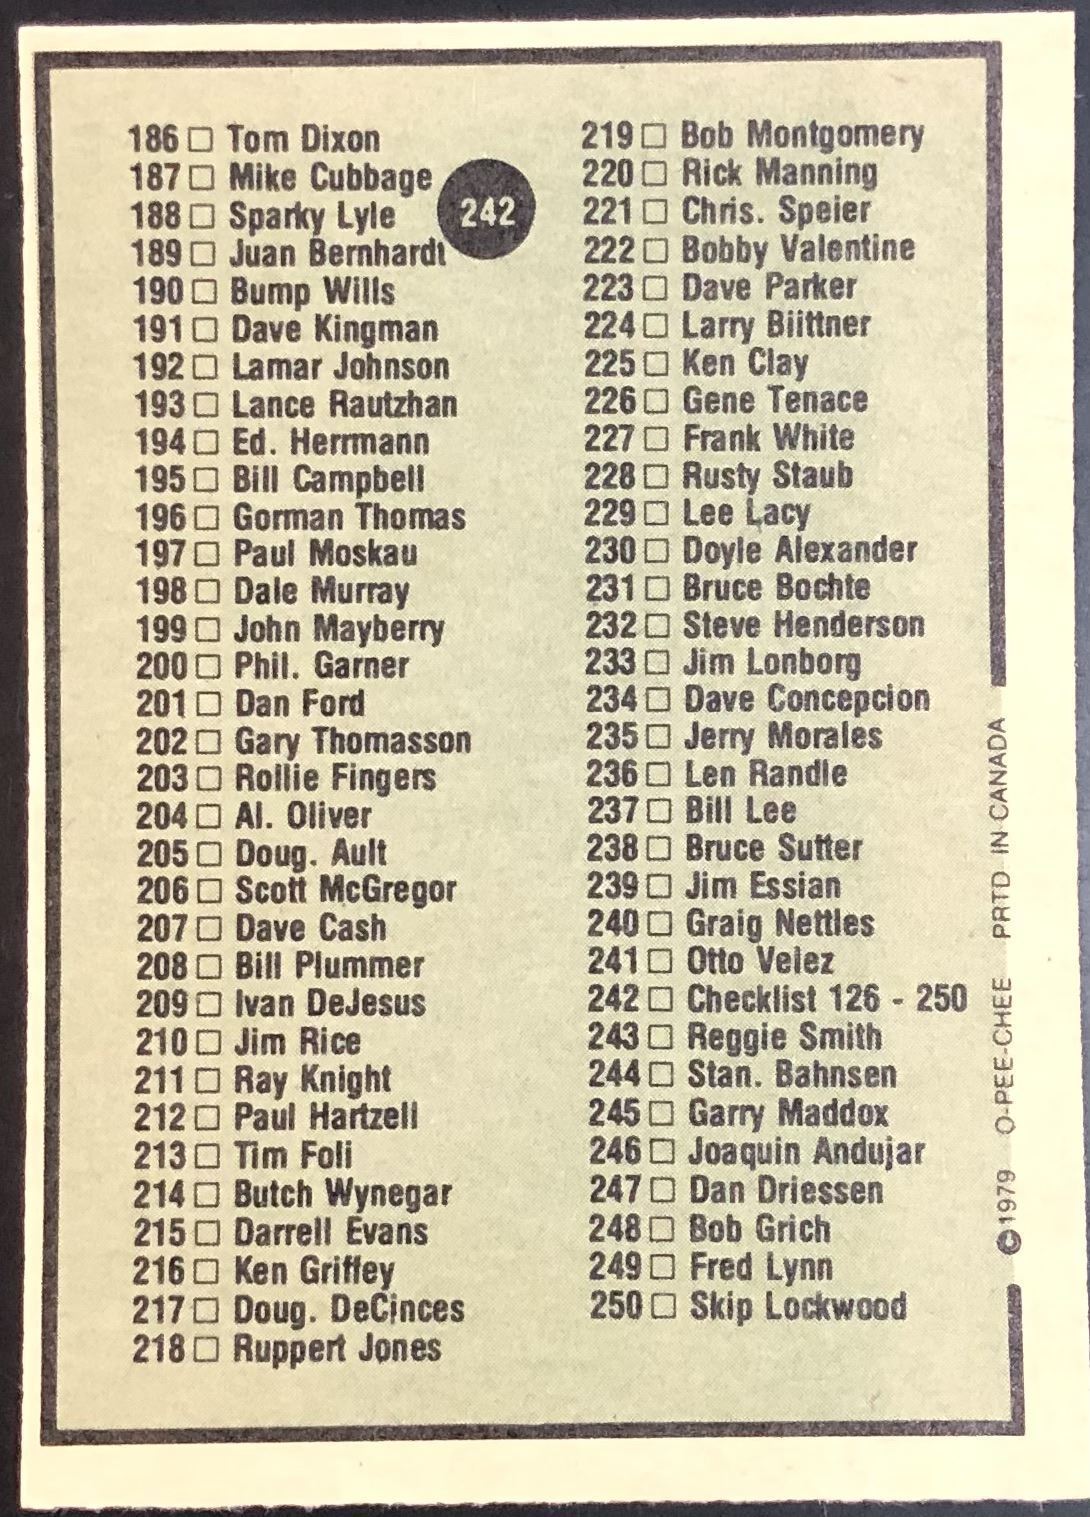 186 □ Tom Dixon
187 □ Mike Cubbage
188 □ Sparky Lyle
189 □ Juan Bernhardt
190 □ Bump Wills
191 □ Dave Kingman
192 □ Lamar Johnson
193 □ Lance Rautzhan
194 □ Ed. Herrmann
195 □ Bill Campbell
196 □ Gorman Thomas
197 □ Paul Moskau
198 □ Dale Murray
199 □ John Mayberry
200 □ Phil. Garner
201 □ Dan Ford
202 □ Gary Thomasson
203 □ Rollie Fingers
204 □ Al. Oliver
205 □ Doug. Ault
206 □ Scott McGregor
207 □ Dave Cash
208 □ Bill Plummer
209 □ Ivan DeJesus
210 □ Jim Rice
211 □ Ray Knight
212 □ Paul Hartzell
213 □ Tim Foli
214 □ Butch Wynegar
215 □ Darrell Evans
216 □ Ken Griffey
217 □ Doug. DeCinces
218 □ Ruppert Jones
242
219 □ Bob Montgomery
220 □ Rick Manning
221 □ Chris. Speier
222 □ Bobby Valentine
223 □ Dave Parker
224 □ Larry Biittner
225 □ Ken Clay
226 □ Gene Tenace
227 □ Frank White
228 □ Rusty Staub
229 □ Lee Lacy
230 □ Doyle Alexander
231 □ Bruce Bochte
232 □ Steve Henderson
233 □ Jim Lonborg
234 □ Dave Concepcion
235 □ Jerry Morales
236 □ Len Randle
237 □ Bill Lee
238 □ Bruce Sutter
239 □ Jim Essian
240 □ Graig Nettles
241 □ Otto Velez
242 □ Checklist 126 - 250
243 □ Reggie Smith
244 □ Stan. Bahnsen
245 □ Garry Maddox
246 □ Joaquin Andujar
247 □ Dan Driessen
248 □ Bob Grich
249 □ Fred Lynn
250 □ Skip Lockwood
©1979 O-PEE-CHEE PRTD IN CANADA